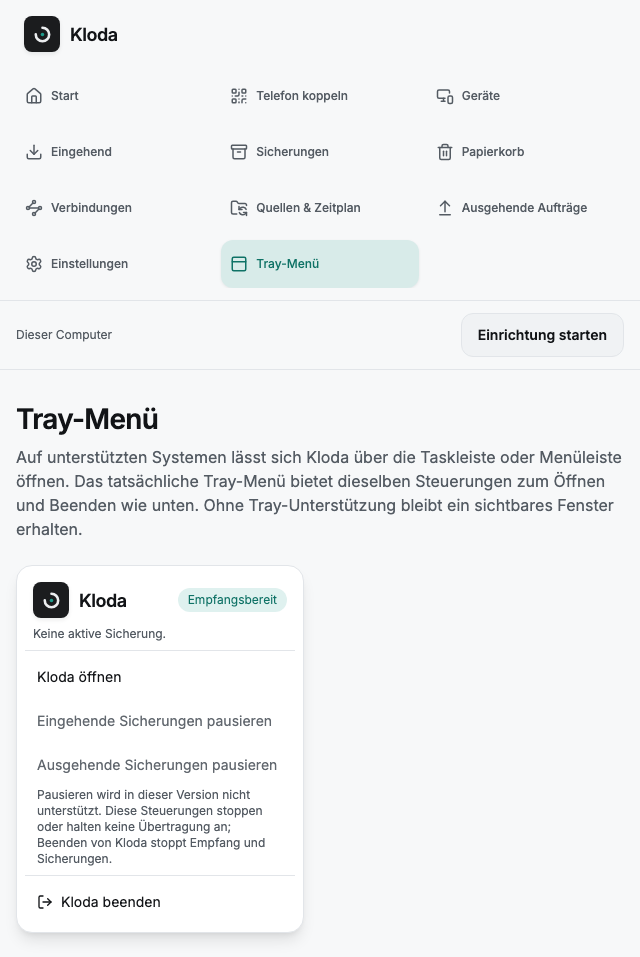 Kloda
Start
Telefon koppeln
Geräte
Eingehend
Sicherungen
Papierkorb
Verbindungen
Quellen & Zeitplan
Ausgehende Aufträge
Einstellungen
Tray-Menü
Dieser Computer
Einrichtung starten
Tray-Menü
Auf unterstützten Systemen lässt sich Kloda über die Taskleiste oder Menüleiste
öffnen. Das tatsächliche Tray-Menü bietet dieselben Steuerungen zum Öffnen
und Beenden wie unten. Ohne Tray-Unterstützung bleibt ein sichtbares Fenster
erhalten.
Kloda
Empfangsbereit
Keine aktive Sicherung.
Kloda öffnen
Eingehende Sicherungen pausieren
Ausgehende Sicherungen pausieren
Pausieren wird in dieser Version nicht
unterstützt. Diese Steuerungen stoppen
oder halten keine Übertragung an;
Beenden von Kloda stoppt Empfang und
Sicherungen.
Kloda beenden